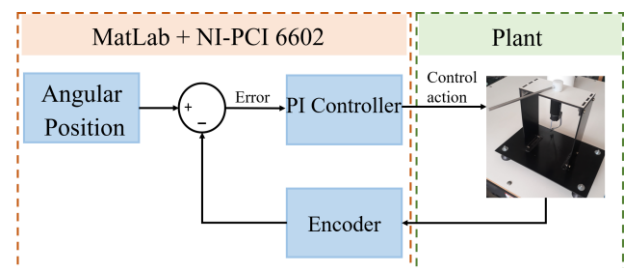 MatLab + NI-PCI 6602
Plant
Angular
Position
+
−
Error
PI Controller
Control
action
Encoder